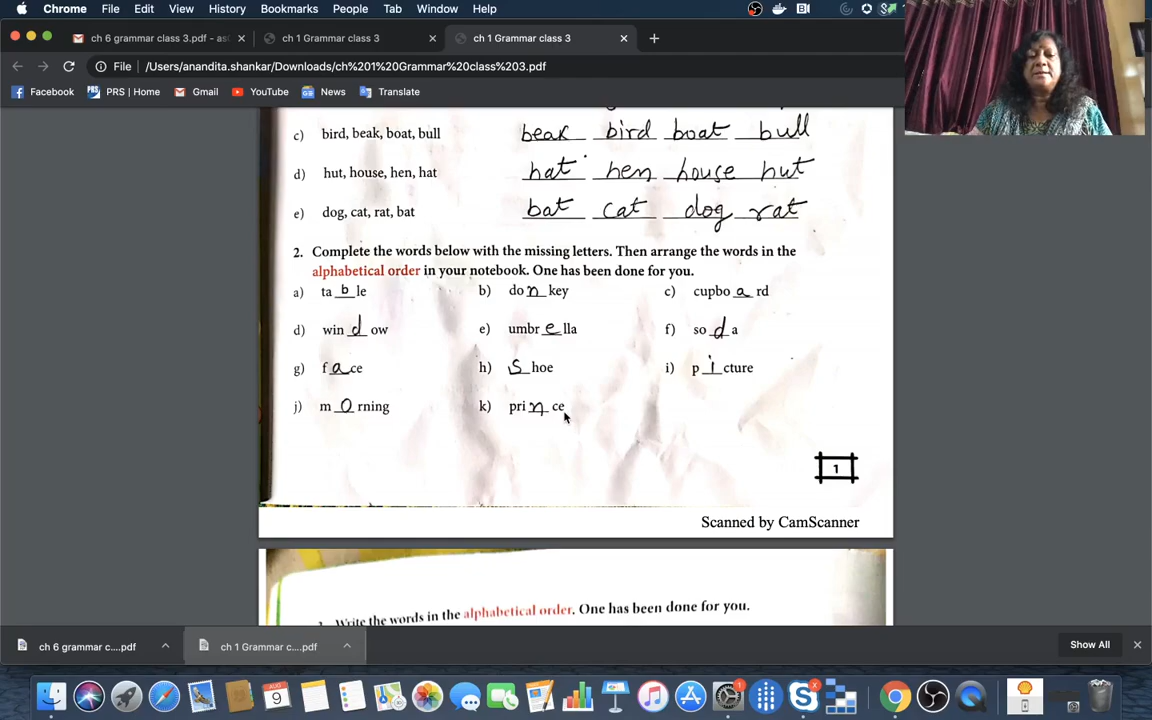 Chrome File Edit View History Bookmarks People Tab Window Help
ch 6 grammar class 3.pdf - as
ch 1 Grammar class 3
ch 1 Grammar class 3
File /Users/anandita.shankar/Downloads/ch%201%20Grammar%20class%203.pdf
Facebook PRS | Home Gmail YouTube News Translate
c) bird, beak, boat, bull beak bird boat bull
d) hut, house, hen, hat hat hen house hut
e) dog, cat, rat, bat bat cat dog rat
2. Complete the words below with the missing letters. Then arrange the words in the
alphabetical order in your notebook. One has been done for you.
a) ta b le b) do n key c) cupbo a rd
d) win d ow e) umbr e lla f) so d a
g) f a ce h) s hoe i) p i cture
j) m o rning k) pri n ce
1
Scanned by CamScanner
Write the words in the alphabetical order. One has been done for you.
ch 6 grammar c....pdf
ch 1 Grammar c....pdf
Show All
AUG
9
1